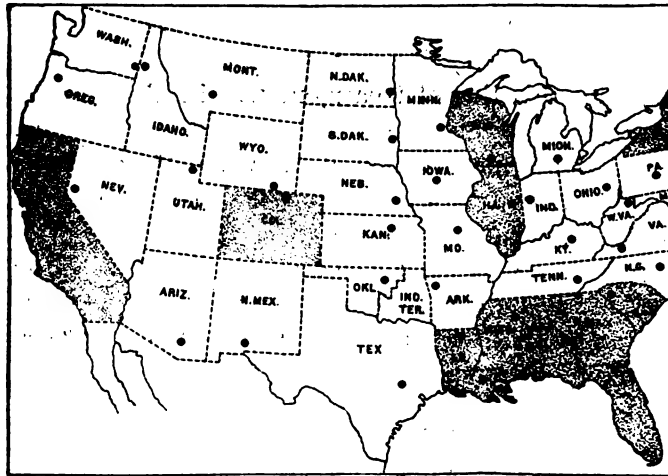 WASH.
MONT.
N.DAK.
MINN.
OREG.
IDAHO.
S.DAK.
MICH.
WYO.
PA.
IOWA.
NEV.
UTAH.
NEB.
IND.
OHIO.
W.VA.
COL.
KAN.
MO.
VA.
KY.
N.C.
TENN.
ARIZ.
N.MEX.
OKL.
IND.
TER.
ARK.
TEX